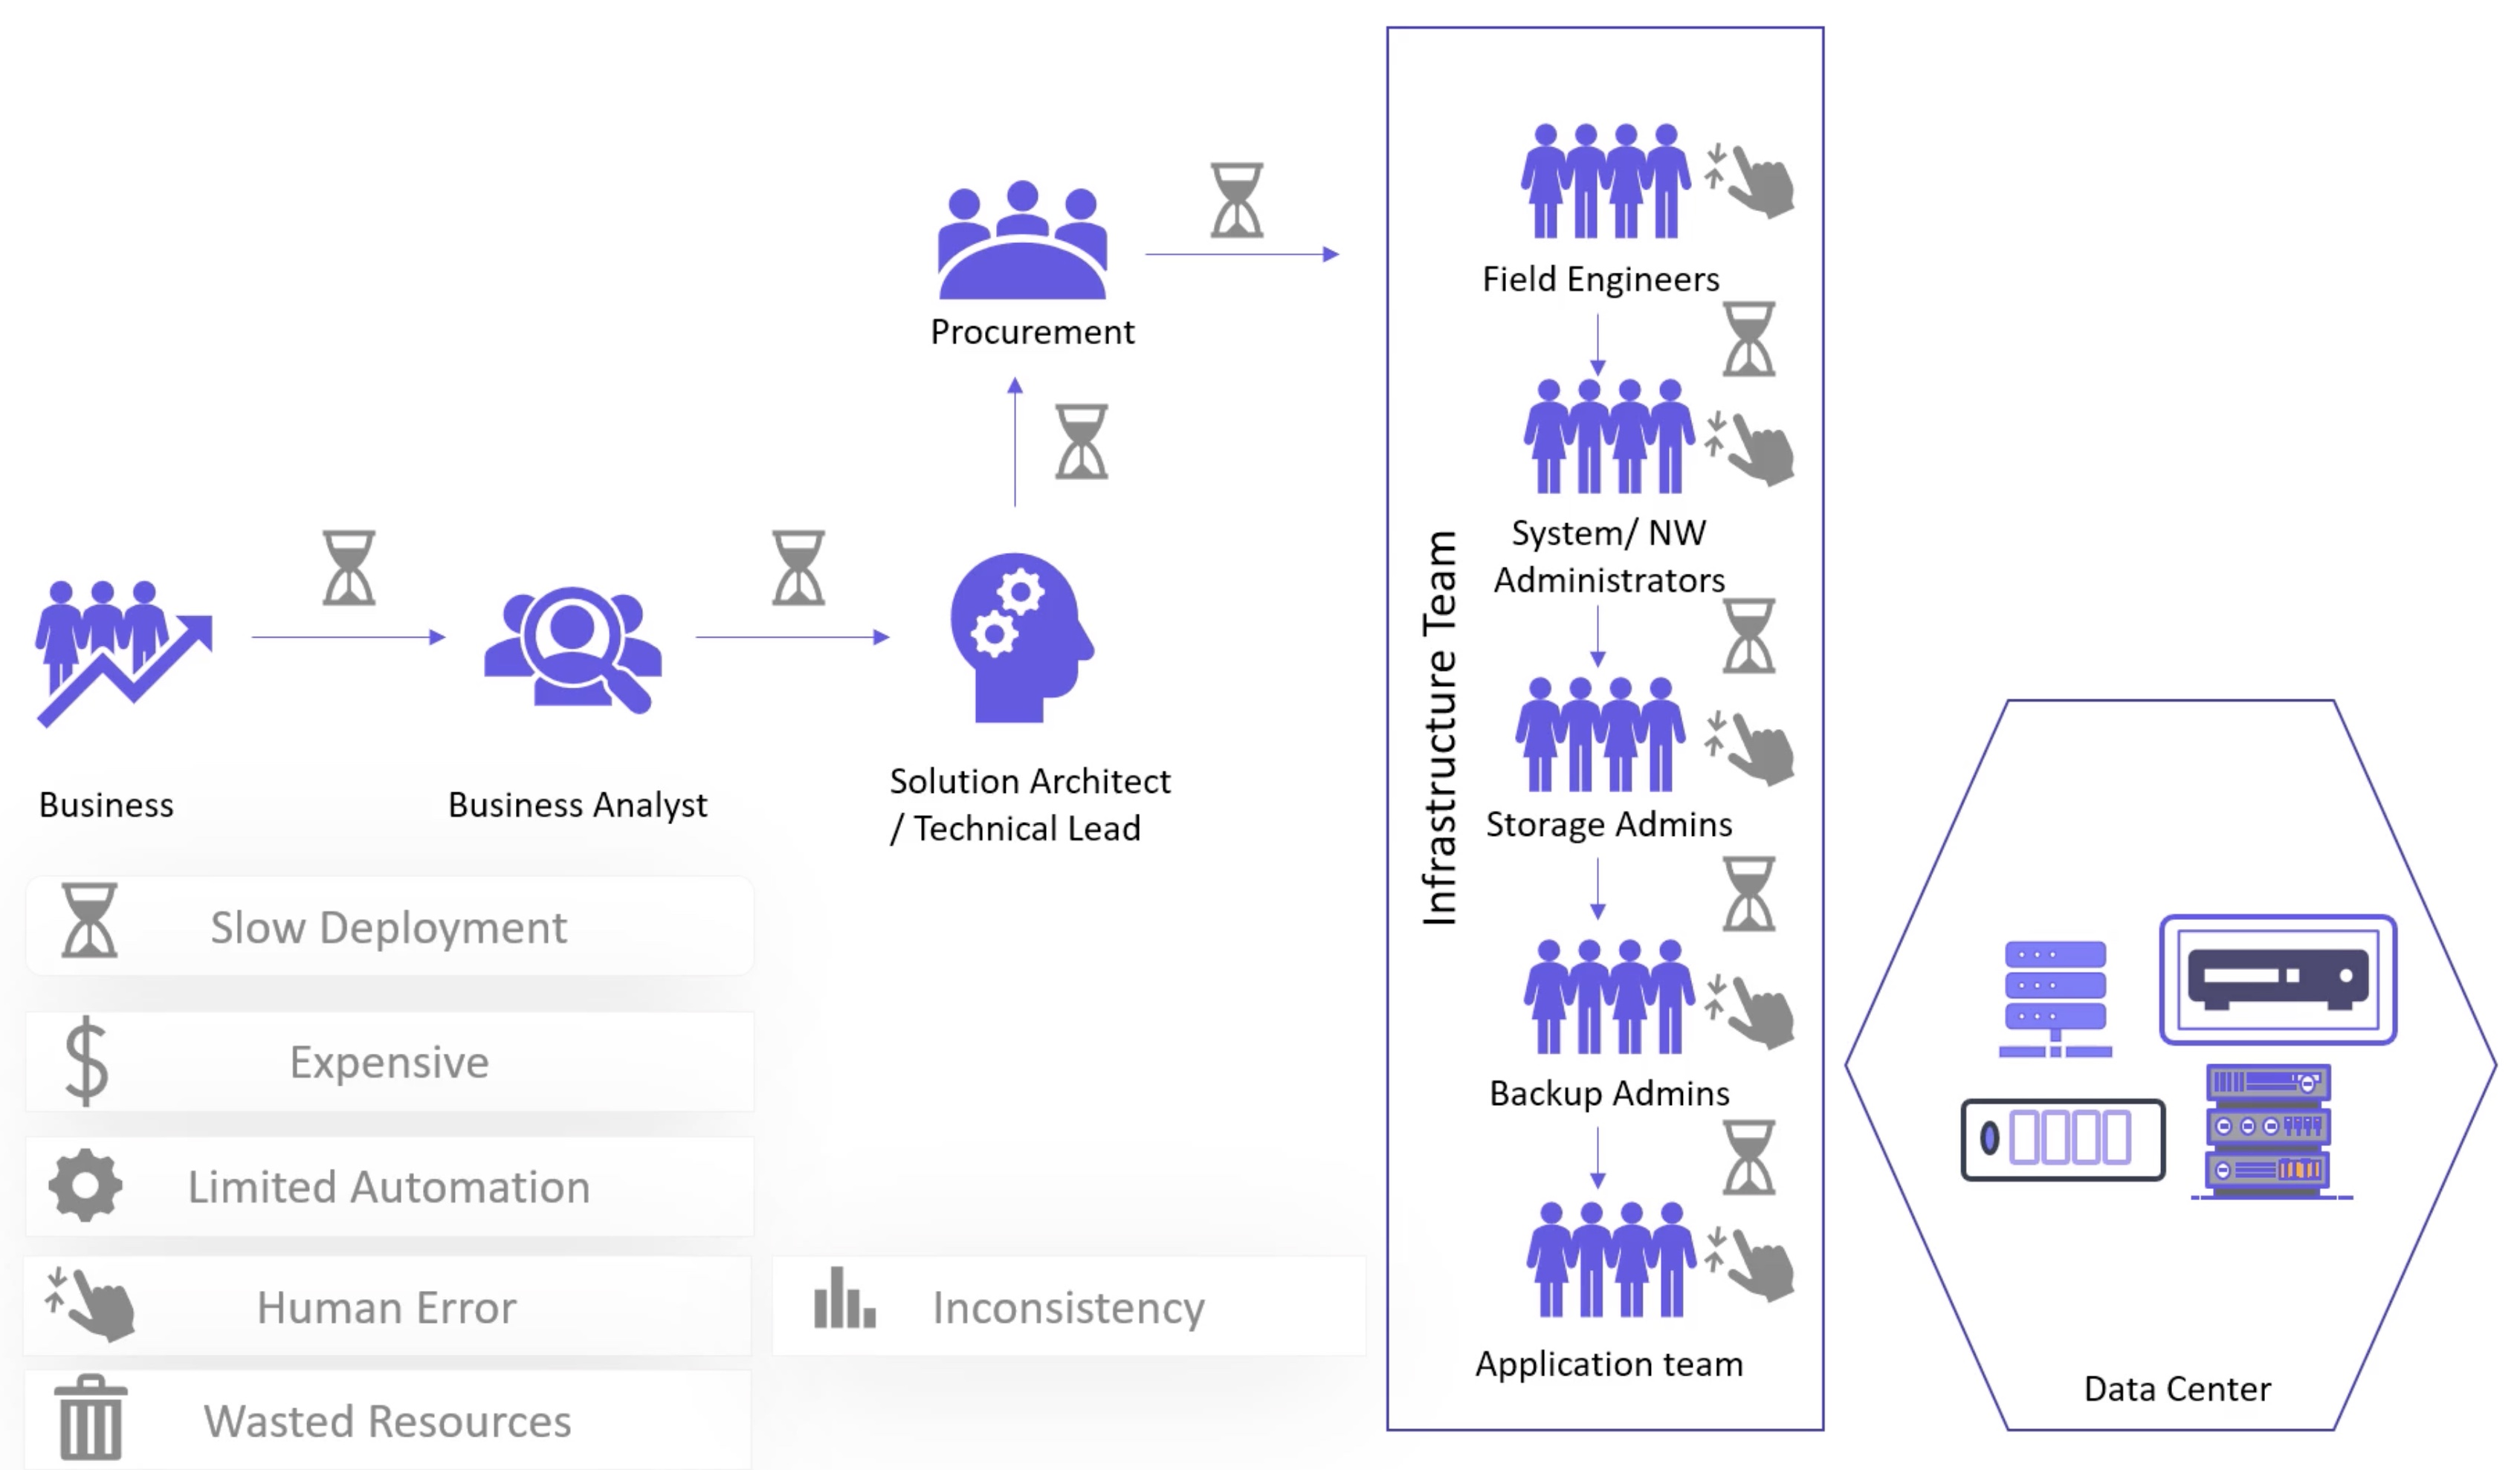 Procurement
Business
Business Analyst
Solution Architect
/ Technical Lead
Infrastructure Team
Field Engineers
System/ NW
Administrators
Storage Admins
Backup Admins
Application team
Data Center
Slow Deployment
$
Expensive
Limited Automation
Human Error
Inconsistency
Wasted Resources